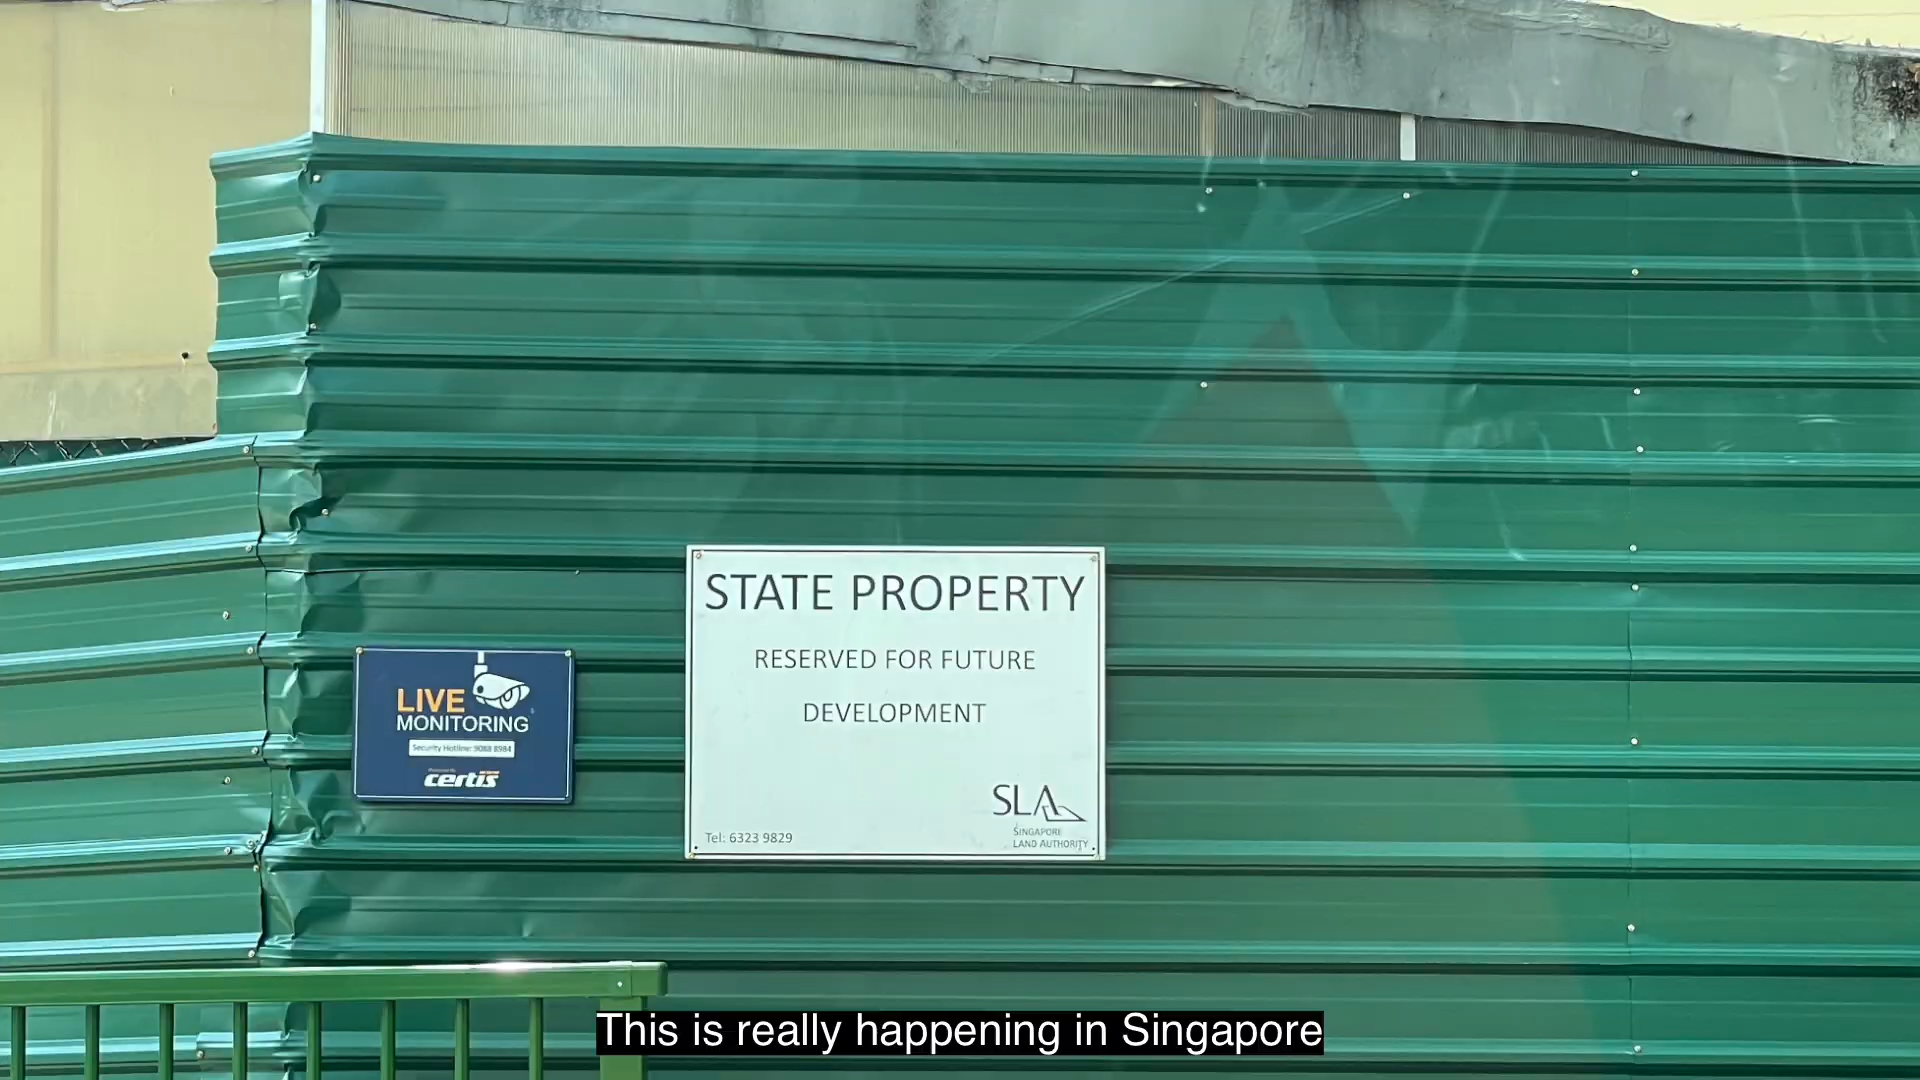 STATE PROPERTY
RESERVED FOR FUTURE
DEVELOPMENT
SLA
SINGAPORE
LAND AUTHORITY
Tel: 6323 9829
LIVE
MONITORING
Security Hotline: 9088 8984
certis
This is really happening in Singapore